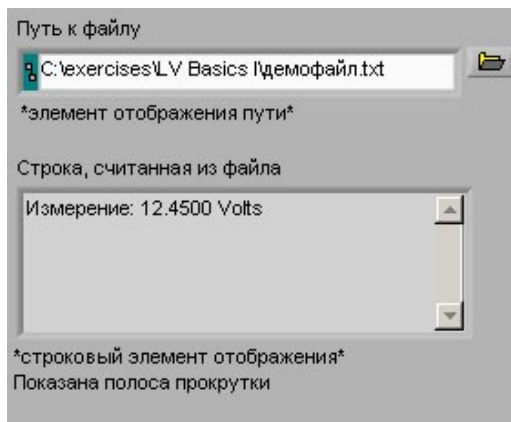 Путь к файлу
C:\exercises\LV Basics I\демофайл.txt
*элемент отображения пути*
Строка, считанная из файла
Измерение: 12.4500 Volts
*строковый элемент отображения*
Показана полоса прокрутки